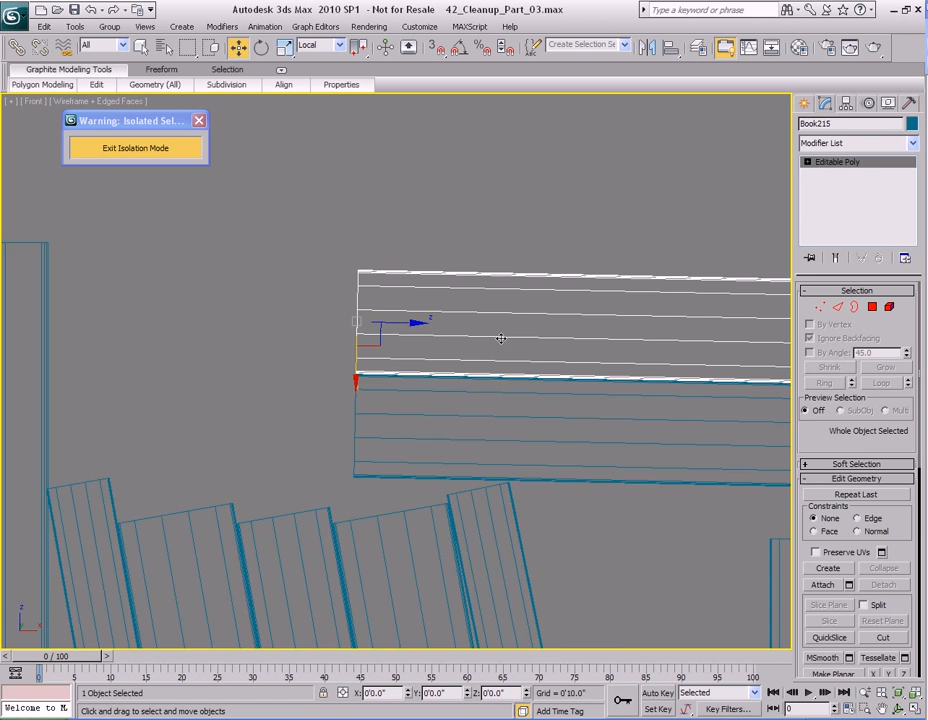 Autodesk 3ds Max 2010 SP1 - Not for Resale 42_Cleanup_Part_03.max
Type a keyword or phrase
Edit Tools Group Views Create Modifiers Animation Graph Editors Rendering Customize MAXScript Help
All
Local
Create Selection Se
Graphite Modeling Tools Freeform Selection
Polygon Modeling Edit Geometry (All) Subdivision Align Properties
[ + ] [ Front ] [ Wireframe + Edged Faces ]
Warning: Isolated Sel...
Exit Isolation Mode
z
z
x
Book215
Modifier List
Editable Poly
Selection
By Vertex
Ignore Backfacing
By Angle: 45.0
Shrink Grow
Ring Loop
Preview Selection
Off SubObj Multi
Whole Object Selected
Soft Selection
Edit Geometry
Repeat Last
Constraints
None Edge
Face Normal
Preserve UVs
Create Collapse
Attach Detach
Slice Plane Split
Slice Reset Plane
QuickSlice Cut
MSmooth Tessellate
Make Planar X Y Z
0 / 100
0 5 10 15 20 25 30 35 40 45 50 55 60 65 70 75 80 85 90 95 100
1 Object Selected X: 0'0.0" Y: 0'0.0" Z: 0'0.0" Grid = 0'10.0" Auto Key Selected
Welcome to M Click and drag to select and move objects Add Time Tag Set Key Key Filters... 0